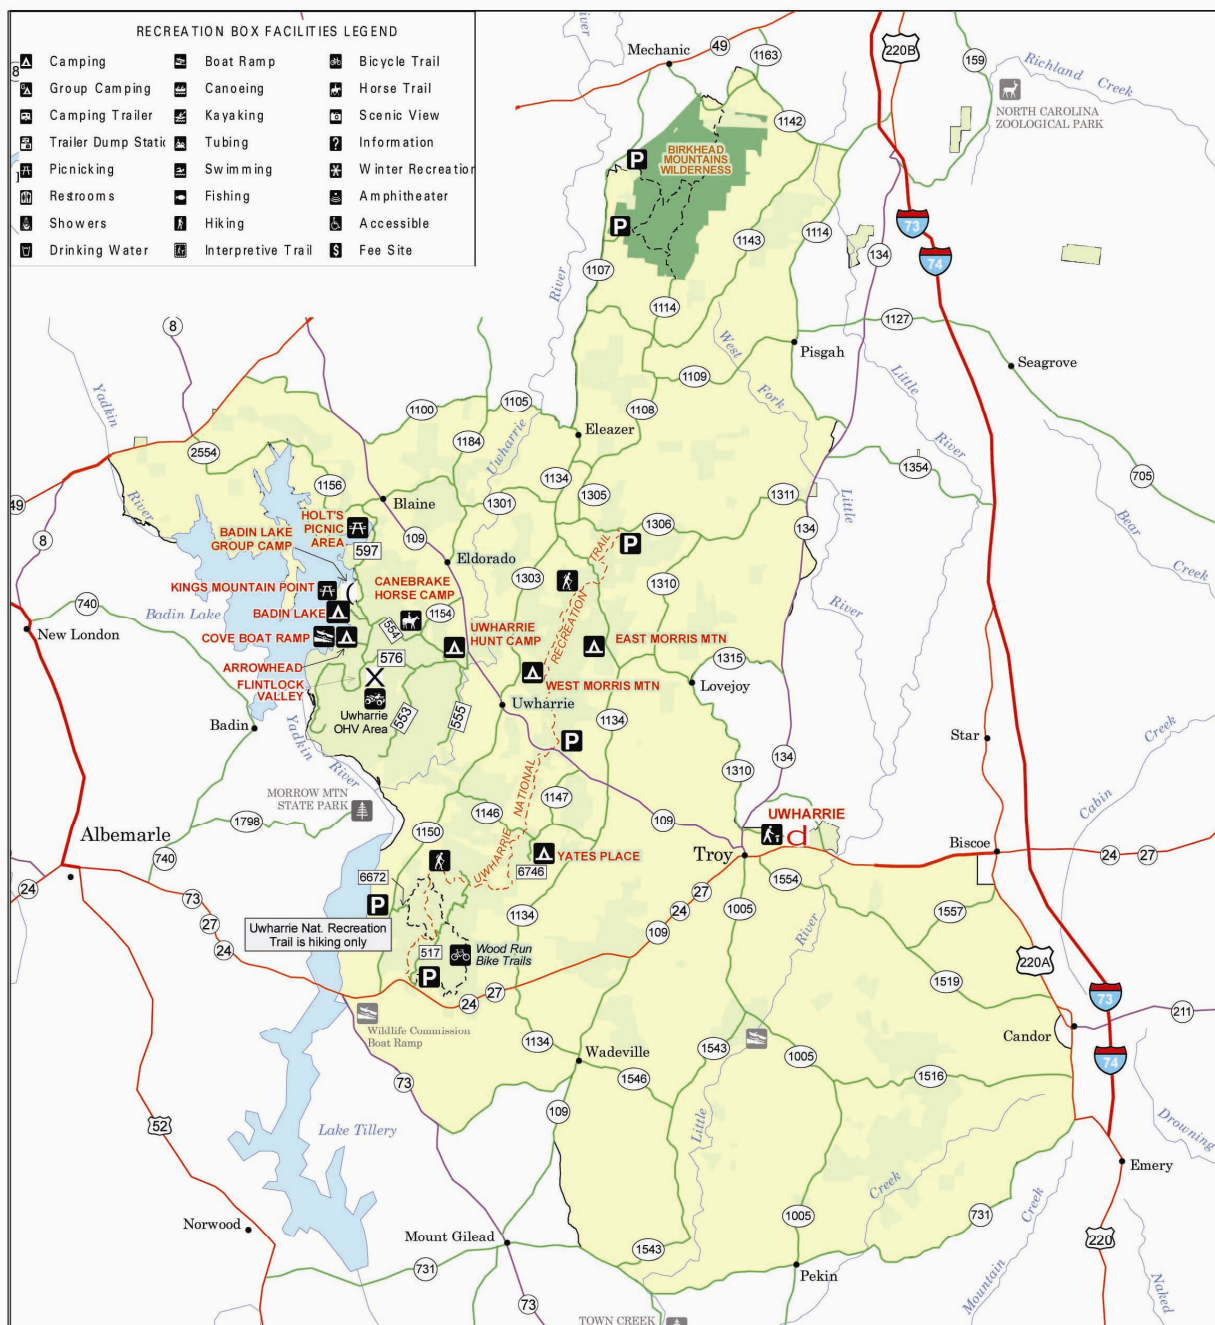 RECREATION BOX FACILITIES LEGEND
Camping
Boat Ramp
Bicycle Trail
Group Camping
Canoeing
Horse Trail
Camping Trailer
Kayaking
Scenic View
Trailer Dump Static
Tubing
Information
Picnicking
Swimming
Winter Recreation
Restrooms
Fishing
Amphitheater
Showers
Hiking
Accessible
Drinking Water
Interpretive Trail
Fee Site
River
Mechanic
49
1163
220B
159
Richland Creek
NORTH CAROLINA
ZOOLOGICAL PARK
1142
BIRKHEAD
MOUNTAINS
WILDERNESS
P
P
73
74
1143
1114
134
1107
River
1114
8
8
West
Fork
1127
Pisgah
Seagrove
Little
River
1109
Yadkin
River
1100
1105
1108
Uwharrie
Eleazer
1184
2554
1134
1354
705
1156
1301
1305
1311
49
Blaine
HOLT'S
PICNIC
AREA
BADIN LAKE
GROUP CAMP
109
1306
TRAIL
P
134
Little
River
Bear
Creek
8
597
Eldorado
KINGS MOUNTAIN POINT
CANEBRAKE
HORSE CAMP
1303
1310
740
Badin Lake
BADIN LAKE
1154
New London
COVE BOAT RAMP
554
UWHARRIE
HUNT CAMP
RECREATION
EAST MORRIS MTN
576
ARROWHEAD
1315
FLINTLOCK
VALLEY
WEST MORRIS MTN
Lovejoy
Uwharrie
OHV Area
553
555
Uwharrie
1134
Badin
Yadkin
River
P
Star
Creek
Cabin
NATIONAL
1310
134
MORROW MTN
STATE PARK
1147
1146
1798
109
UWHARRIE
d
Albemarle
1150
UWHARRIE
YATES PLACE
Troy
Biscoe
740
6672
6746
24
27
24
73
27
24
P
1554
27
24
1005
River
1557
Uwharrie Nat. Recreation
Trail is hiking only
1134
109
517
Wood Run
Bike Trails
220A
P
1519
24
27
73
211
Wildlife Commission
Boat Ramp
Candor
1134
Wadeville
1543
1005
74
1546
1516
73
109
52
Lake Tillery
Little
Drowning
Creek
Emery
Norwood
1005
731
Creek
Mount Gilead
220
1543
731
Pekin
Mountain
Naked
73
TOWN CREEK